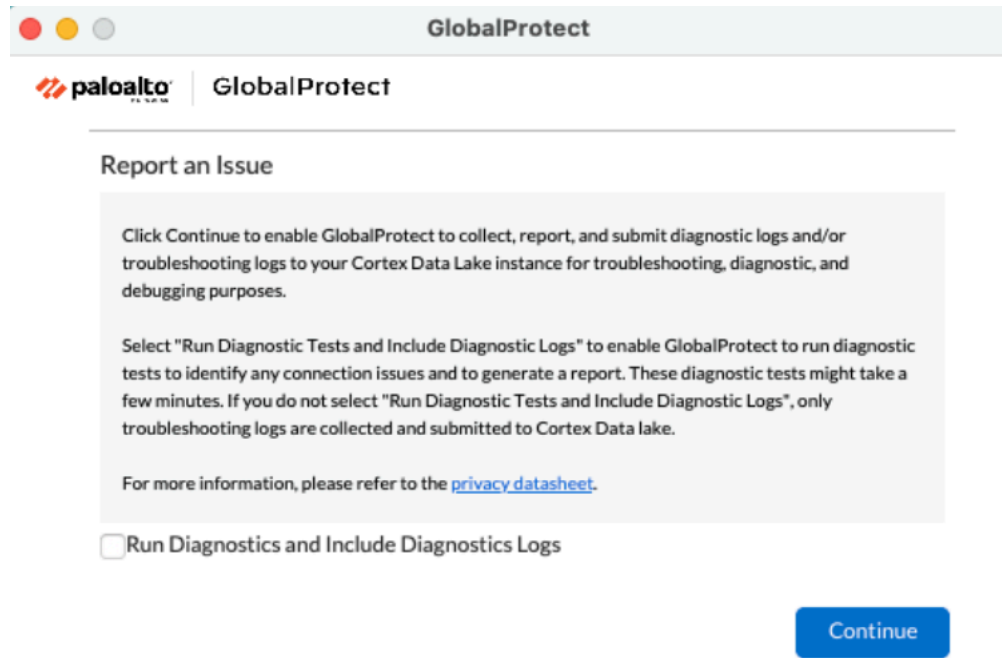 GlobalProtect
paloalto
GlobalProtect
Report an Issue
Click Continue to enable GlobalProtect to collect, report, and submit diagnostic logs and/or
troubleshooting logs to your Cortex Data Lake instance for troubleshooting, diagnostic, and
debugging purposes.
Select "Run Diagnostic Tests and Include Diagnostic Logs" to enable GlobalProtect to run diagnostic
tests to identify any connection issues and to generate a report. These diagnostic tests might take a
few minutes. If you do not select "Run Diagnostic Tests and Include Diagnostic Logs", only
troubleshooting logs are collected and submitted to Cortex Data lake.
For more information, please refer to the privacy datasheet.
Run Diagnostics and Include Diagnostics Logs
Continue